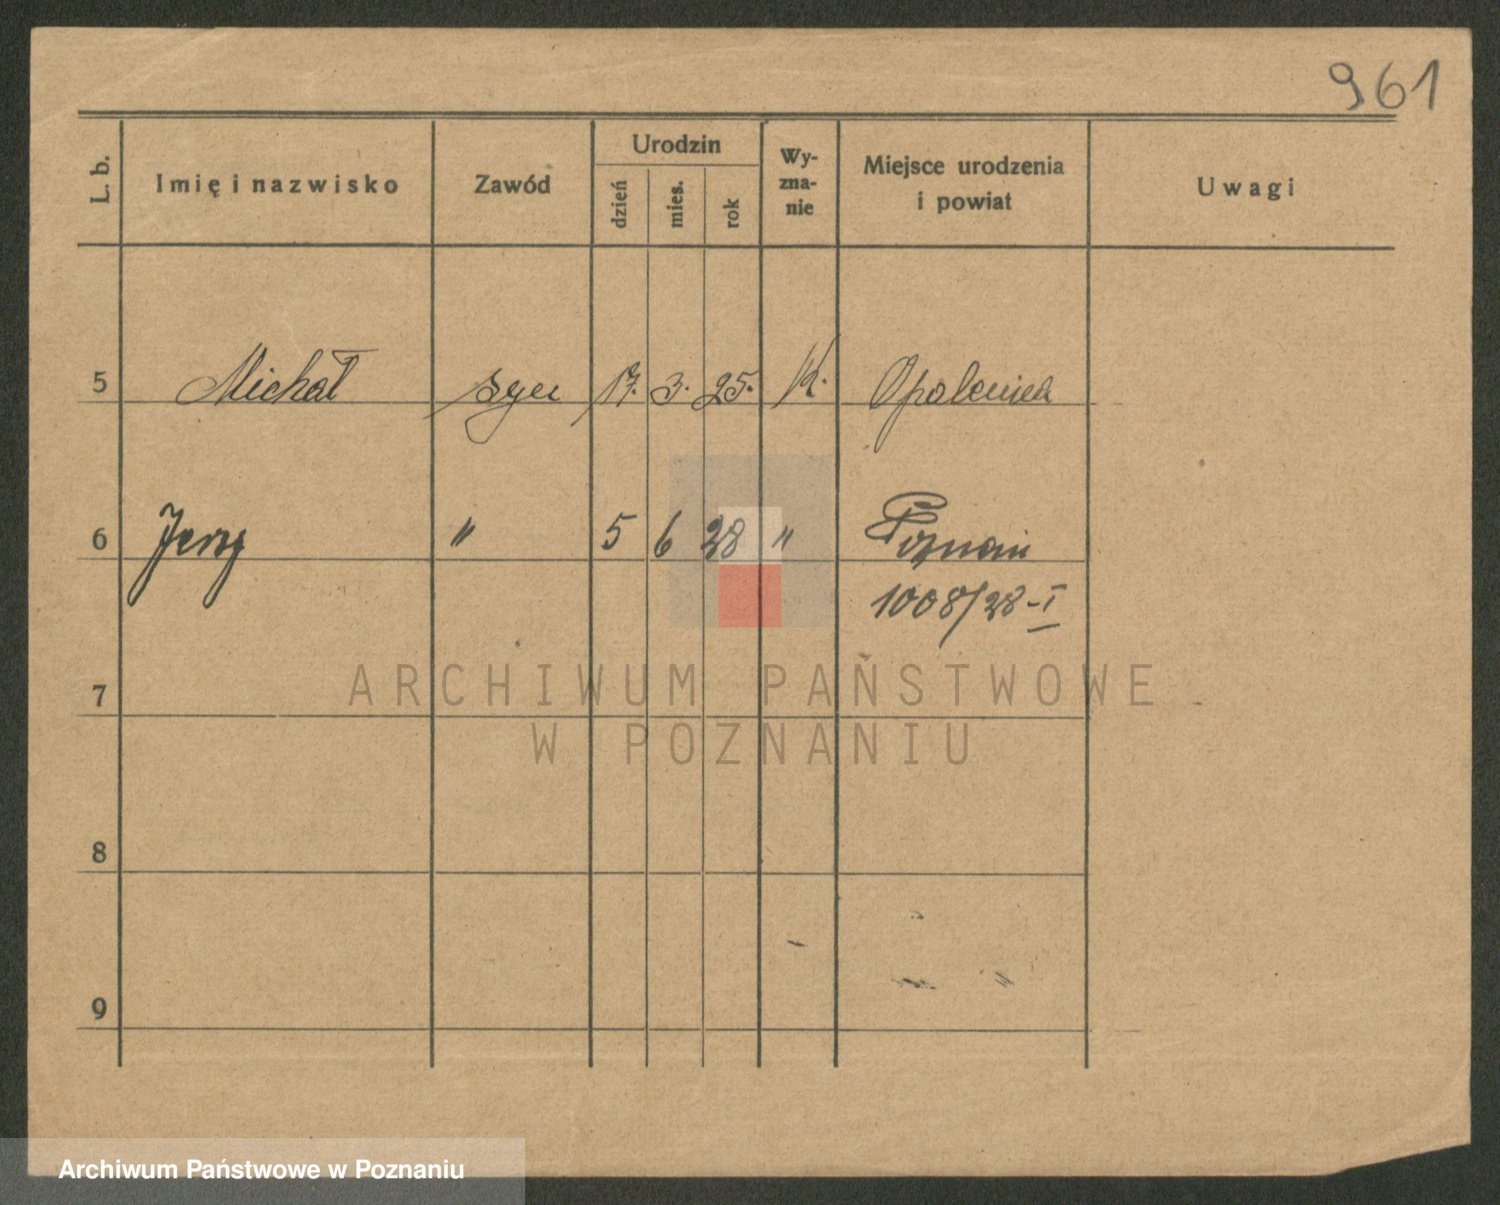 961
L. b.
Imię i nazwisko
Zawód
Urodzin
dzień
mies.
rok
Wy-
zna-
nie
Miejsce urodzenia
i powiat
Uwagi
5 Michał syn 17. 3. 25. K. Opalenica
6 Jerzy " 5 6 28 " Poznań
1008/28-I
7
8
9
ARCHIWUM PAŃSTWOWE
W POZNANIU
Archiwum Państwowe w Poznaniu